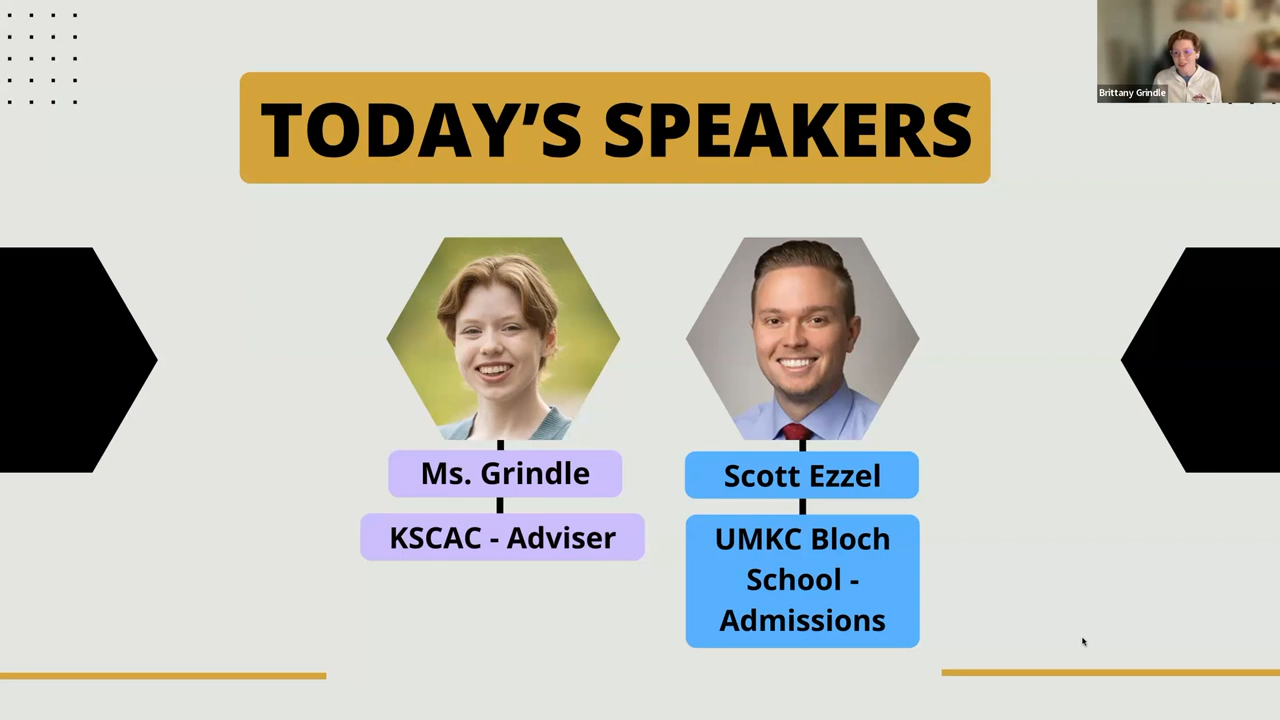 Brittany Grindle
TODAY’S SPEAKERS
Ms. Grindle
KSCAC - Adviser
Scott Ezzel
UMKC Bloch
School -
Admissions